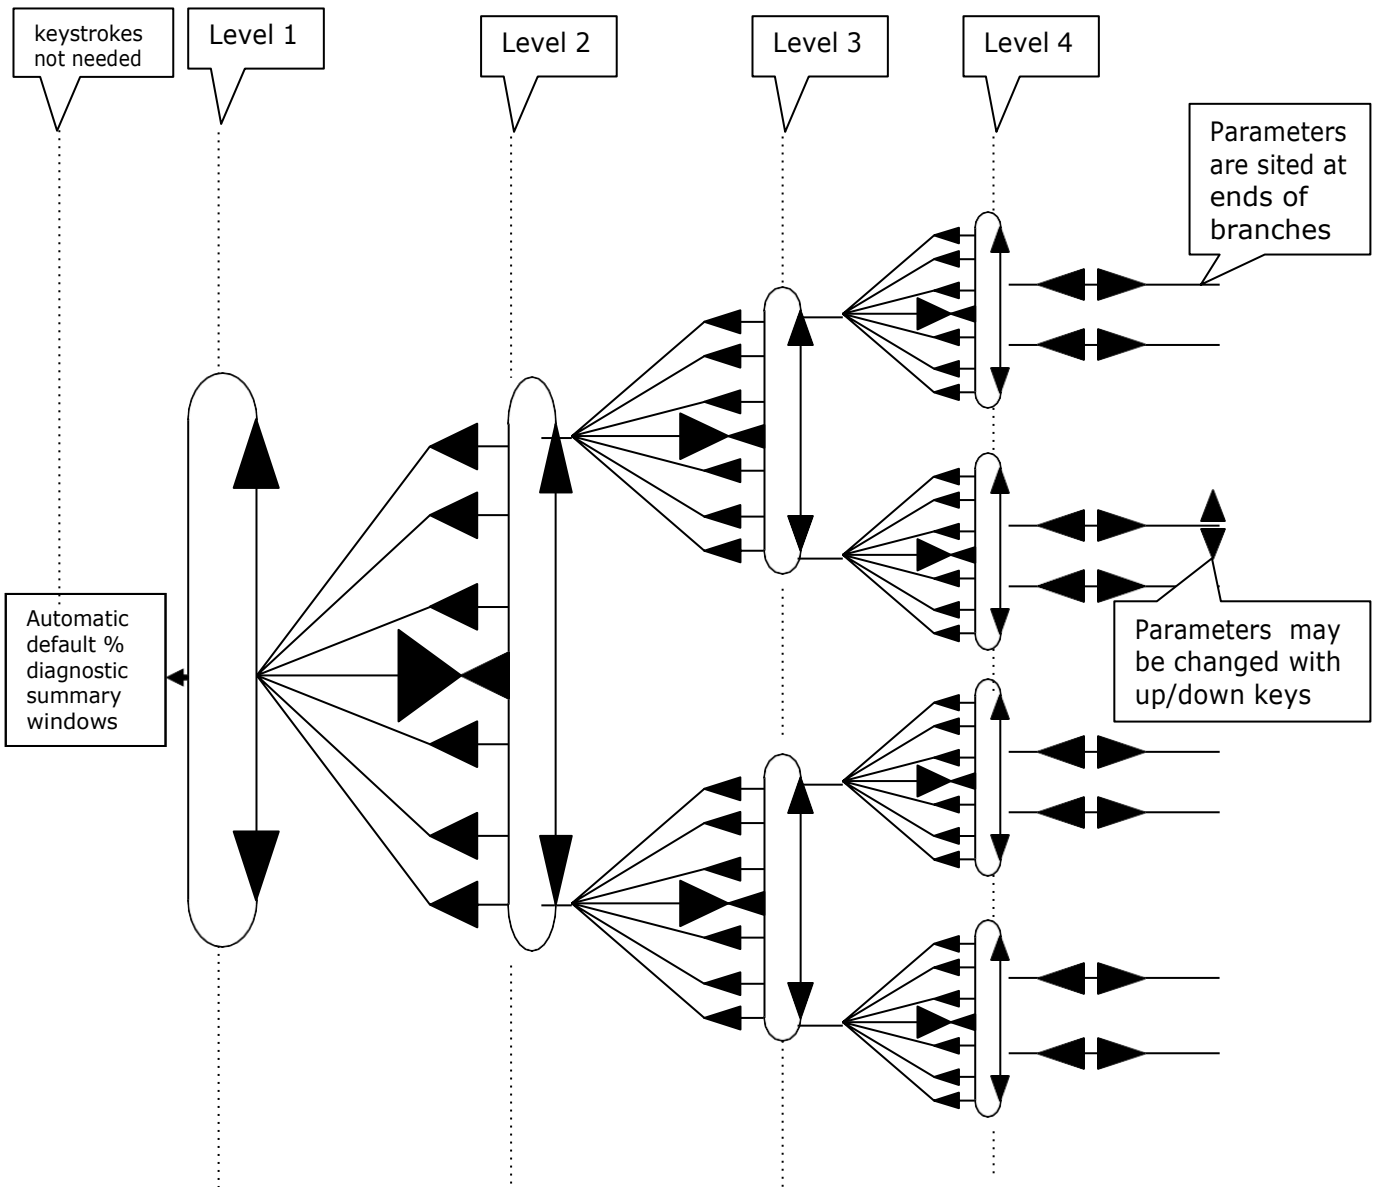 keystrokes
not needed
Level 1
Level 2
Level 3
Level 4
Parameters
are sited at
ends of
branches
Automatic
default %
diagnostic
summary
windows
Parameters may
be changed with
up/down keys